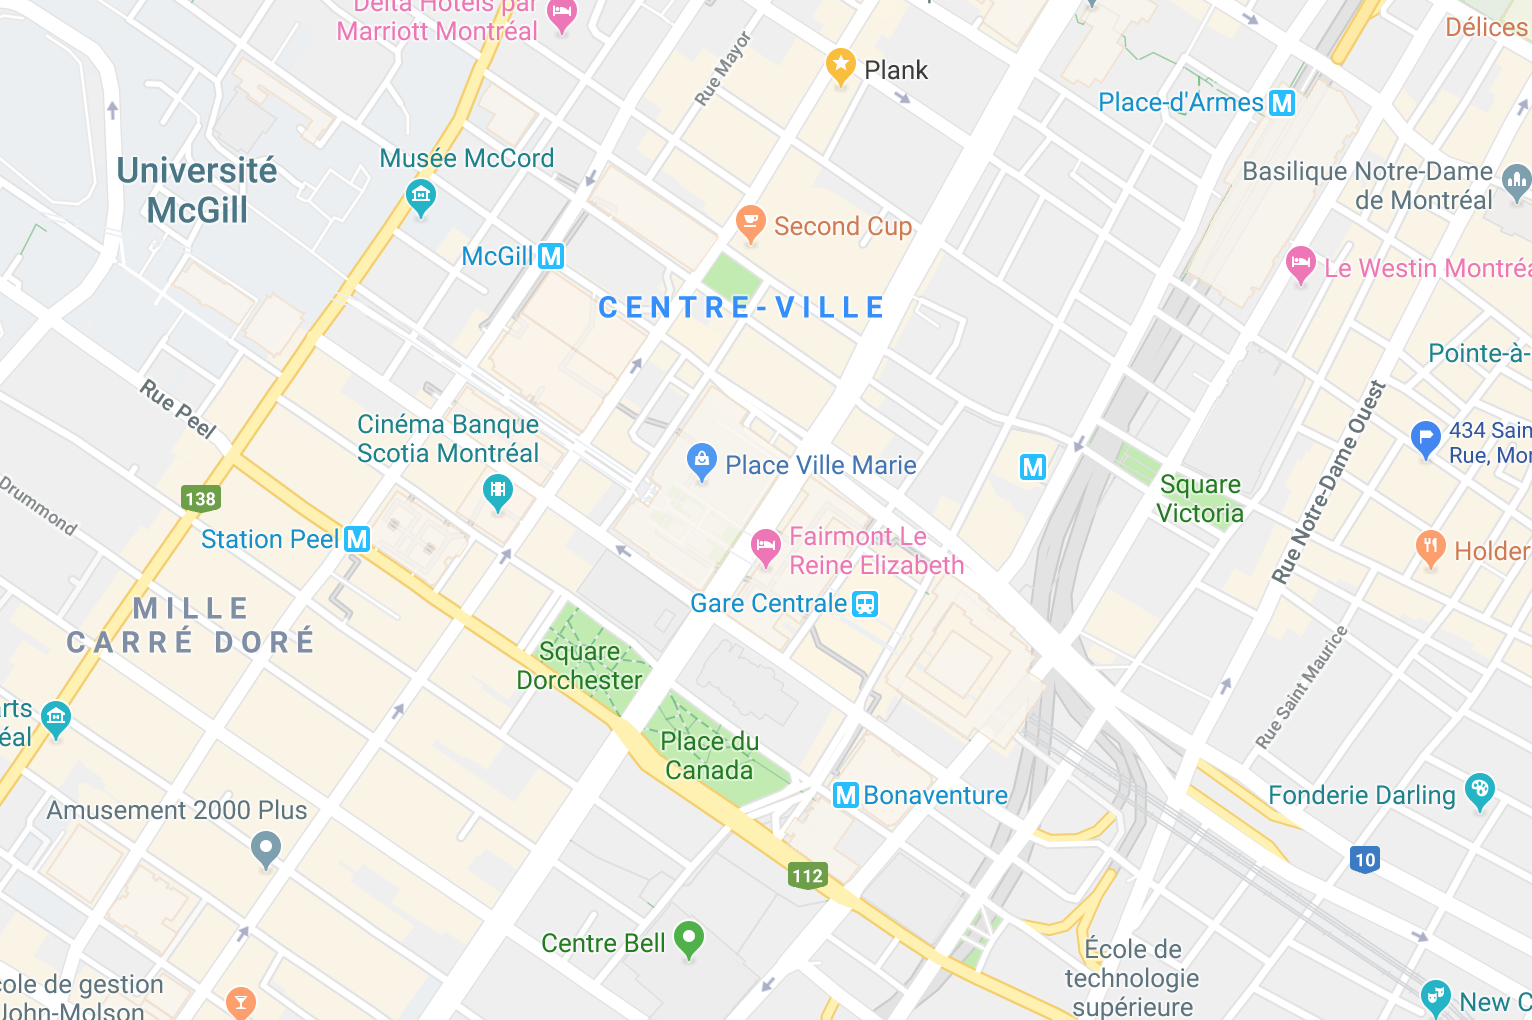 Delta Hotels par
Marriott Montréal
Rue Mayor
Plank
Délices
Place-d'Armes M
Université
McGill
Musée McCord
Basilique Notre-Dame
de Montréal
Second Cup
McGill M
Le Westin Montréa
CENTRE-VILLE
Pointe-à-
Rue Peel
Cinéma Banque
Scotia Montréal
Place Ville Marie
M
434 Sain
Rue, Mon
Rue Notre-Dame Ouest
Square
Victoria
Drummond
138
Station Peel M
Fairmont Le
Reine Elizabeth
Holder
Gare Centrale
MILLE
CARRÉ DORÉ
Square
Dorchester
Rue Saint Maurice
arts
éal
Place du
Canada
M Bonaventure
Fonderie Darling
Amusement 2000 Plus
10
112
Centre Bell
École de
technologie
supérieure
cole de gestion
John-Molson
New C